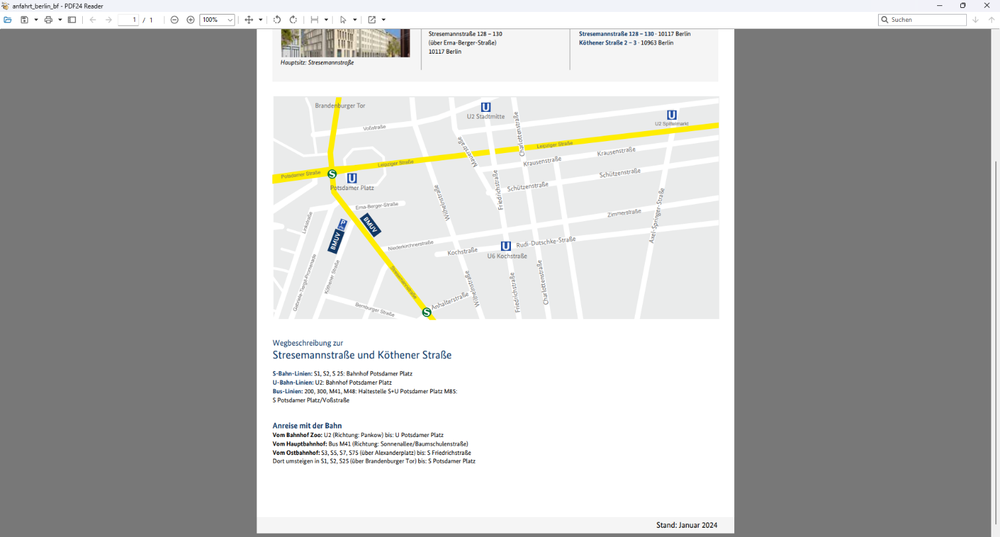 anfahrt_berlin_bf - PDF24 Reader
1 / 1
100%
Suchen
Stresemannstraße 128 – 130
(über Erna-Berger-Straße)
10117 Berlin
Stresemannstraße 128 – 130 · 10117 Berlin
Köthener Straße 2 – 3 · 10963 Berlin
Hauptsitz: Stresemannstraße
Brandenburger Tor
U
U2 Stadtmitte
U
U2 Spittelmarkt
Voßstraße
Charlottenstraße
Mauerstraße
Leipziger Straße
Leipziger Straße
Krausenstraße
Krausenstraße
Potsdamer Straße
S
U
Potsdamer Platz
Schützenstraße
Schützenstraße
Friedrichstraße
Wilhelmstraße
Erna-Berger-Straße
Zimmerstraße
Axel-Springer-Straße
Linkstraße
P
BMUV
BMUV
Niederkirchnerstraße
Kochstraße
U
U6 Kochstraße
Rudi-Dutschke-Straße
Gabriele-Tergit-Promenade
Köthener Straße
Stresemannstraße
Wilhelmstraße
Friedrichstraße
Charlottenstraße
Bernburger Straße
S
Anhalterstraße
Wegbeschreibung zur
Stresemannstraße und Köthener Straße
S-Bahn-Linien: S1, S2, S 25: Bahnhof Potsdamer Platz
U-Bahn-Linien: U2: Bahnhof Potsdamer Platz
Bus-Linien: 200, 300, M41, M48: Haltestelle S+U Potsdamer Platz M85:
S Potsdamer Platz/Voßstraße
Anreise mit der Bahn
Vom Bahnhof Zoo: U2 (Richtung: Pankow) bis: U Potsdamer Platz
Vom Hauptbahnhof: Bus M41 (Richtung: Sonnenallee/Baumschulenstraße)
Vom Ostbahnhof: S3, S5, S7, S75 (über Alexanderplatz) bis: S Friedrichstraße
Dort umsteigen in S1, S2, S25 (über Brandenburger Tor) bis: S Potsdamer Platz
Stand: Januar 2024